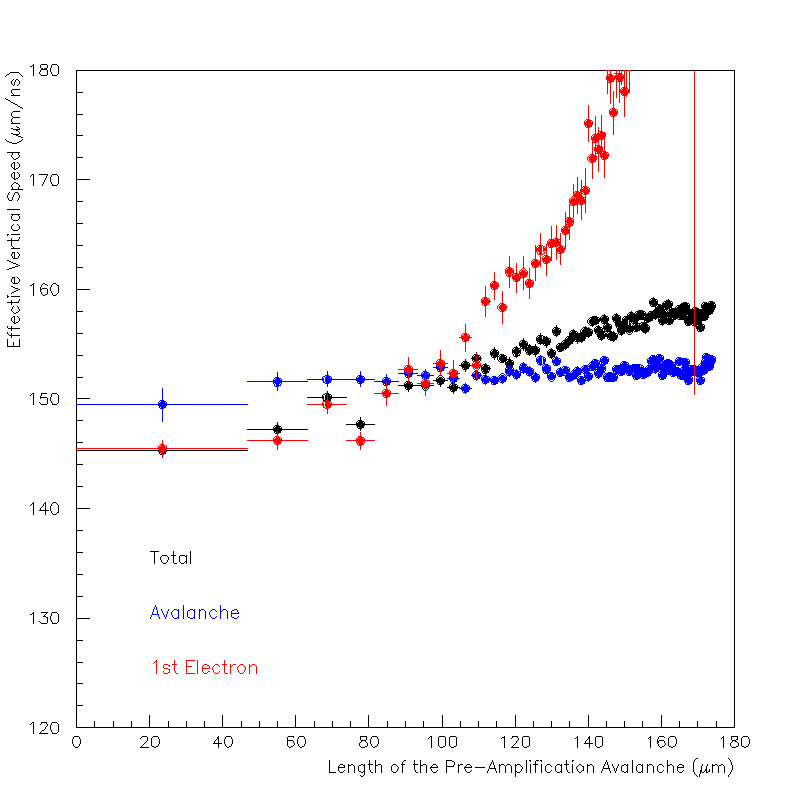 Effective Vertical Speed (μm/ns)
180
170
160
150
140
130
120
Total
Avalanche
1st Electron
0 20 40 60 80 100 120 140 160 180
Length of the Pre-Amplification Avalanche (μm)